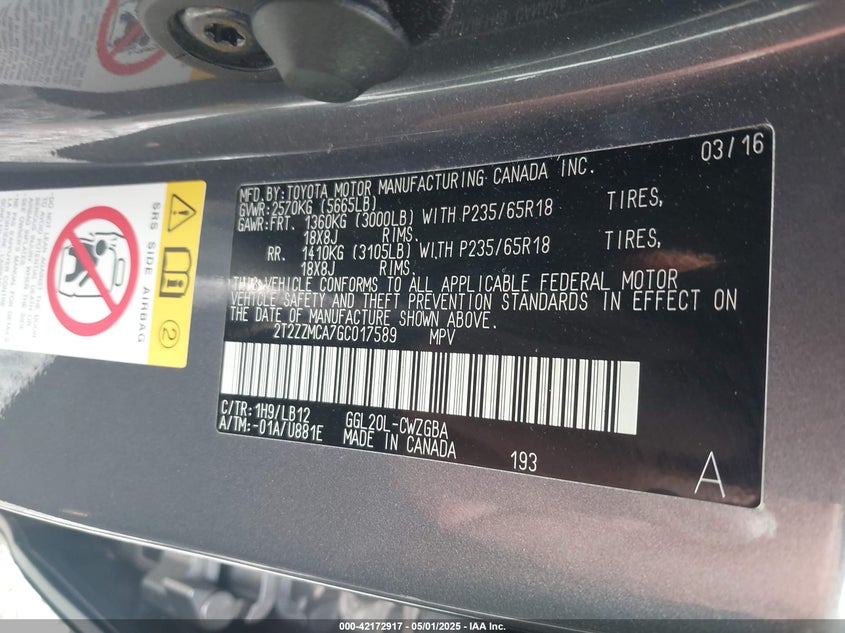 03/16
MFD.BY:TOYOTA MOTOR MANUFACTURING CANADA INC.
GVWR:2570KG (5665LB)
GAWR:FRT. 1360KG (3000LB) WITH P235/65R18 TIRES,
18X8J RIMS.
RR. 1410KG (3105LB) WITH P235/65R18 TIRES,
18X8J RIMS.
THIS VEHICLE CONFORMS TO ALL APPLICABLE FEDERAL MOTOR
VEHICLE SAFETY AND THEFT PREVENTION STANDARDS IN EFFECT ON
THE DATE OF MANUFACTURE SHOWN ABOVE.
2T2ZZMCA7GC017589 MPV
C/TR: 1H9/LB12
A/TM:-01A/U881E
GGL20L-CWZGBA
MADE IN CANADA
193
A
SRS SIDE AIRBAG
2
000-42172917 - 05/01/2025 - IAA Inc.